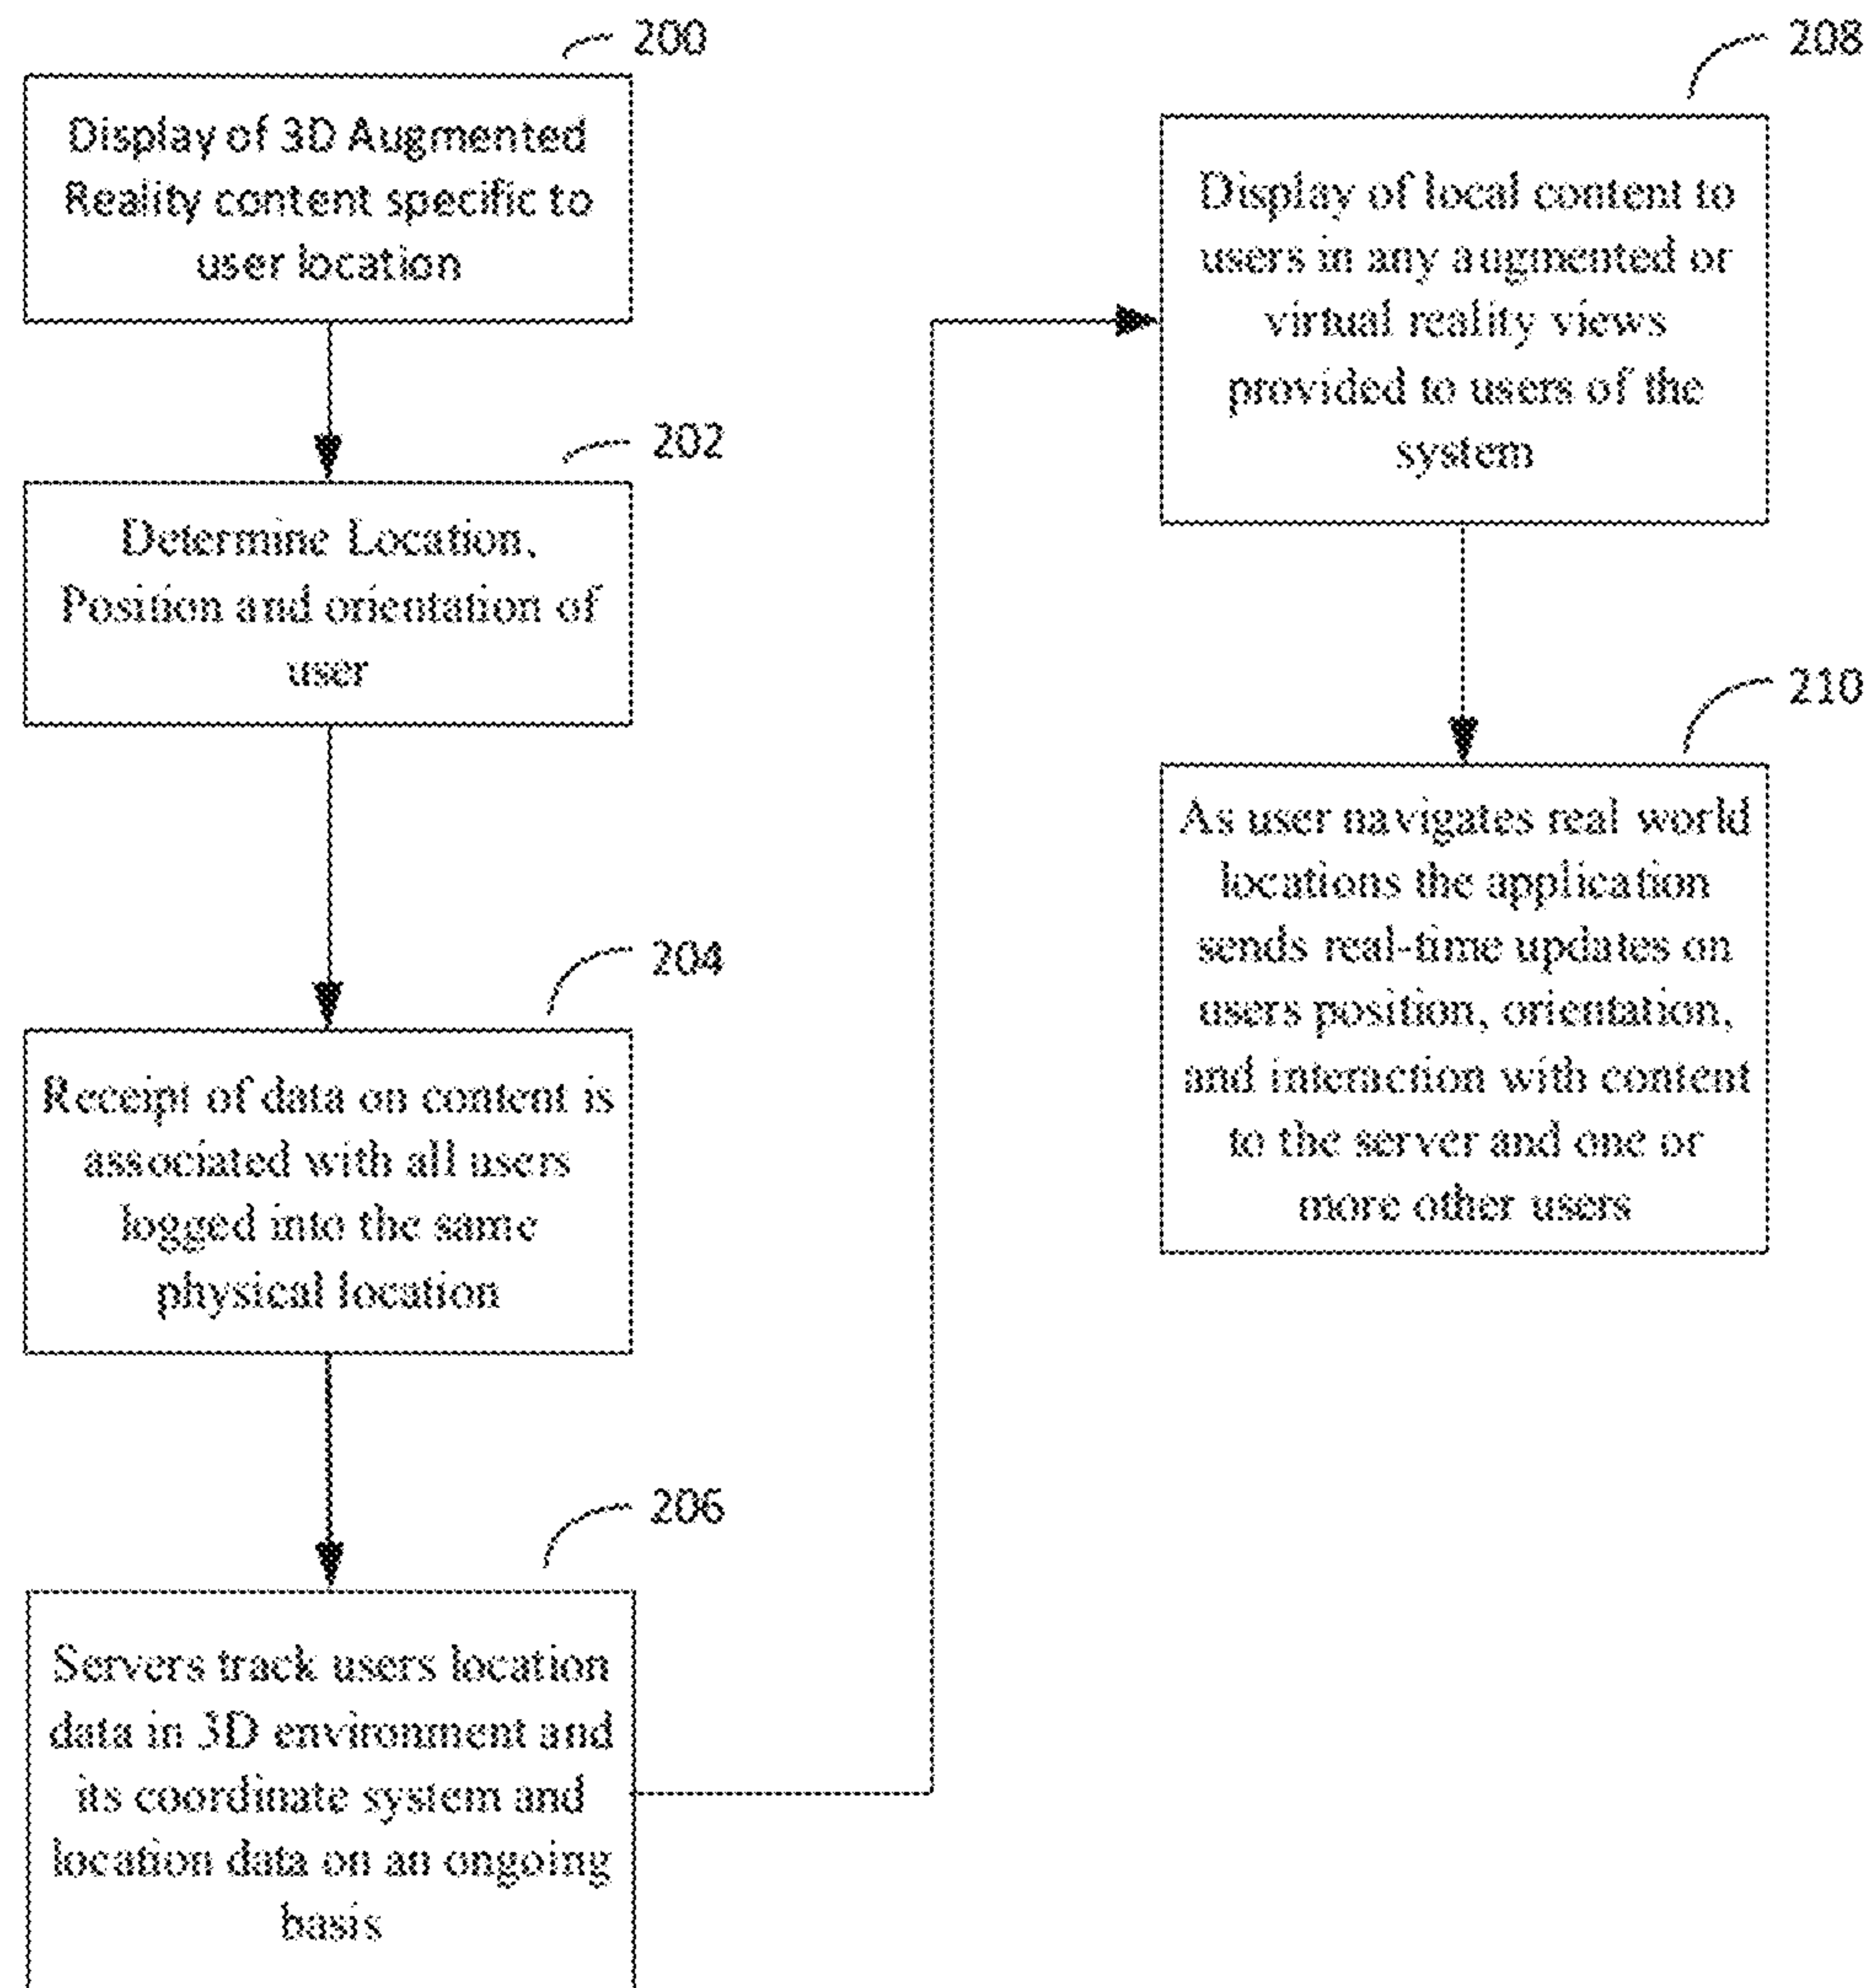 200
Display of 3D Augmented
Reality content specific to
user location
202
Determine Location,
Position and orientation of
user
204
Receipt of data on content is
associated with all users
logged into the same
physical location
206
Servers track users location
data in 3D environment and
its coordinate system and
location data on an ongoing
basis
208
Display of local content to
users in any augmented or
virtual reality views
provided to users of the
system
210
As user navigates real world
locations the application
sends real-time updates on
users position, orientation,
and interaction with content
to the server and one or
more other users